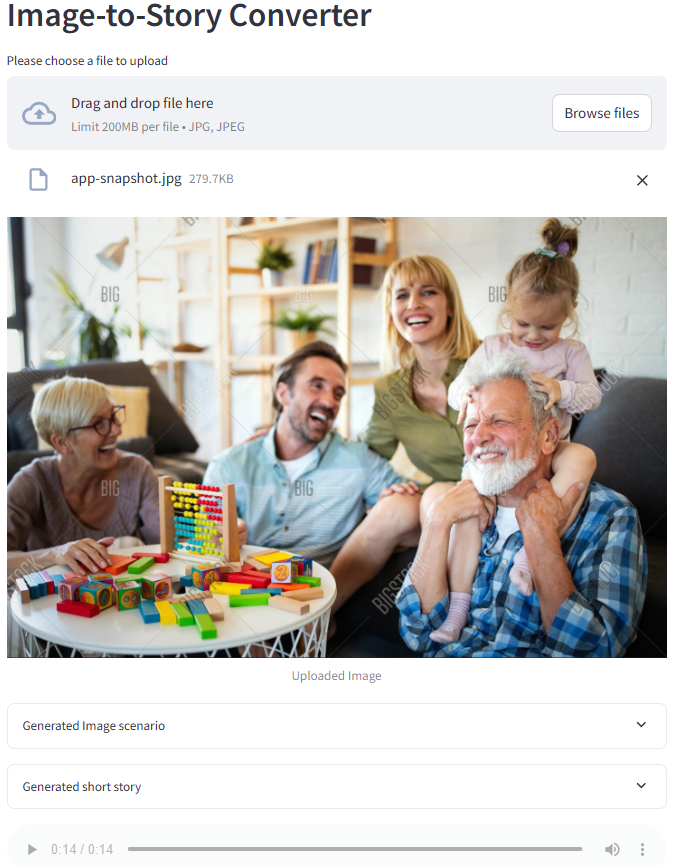 Image-to-Story Converter
Please choose a file to upload
Drag and drop file here
Limit 200MB per file • JPG, JPEG
Browse files
app-snapshot.jpg 279.7KB
BIG
BIG
BIGSTOCK
BIGSTOCK
BIG
BIG
BIGSTOCK
Uploaded Image
Generated Image scenario
Generated short story
0:14 / 0:14